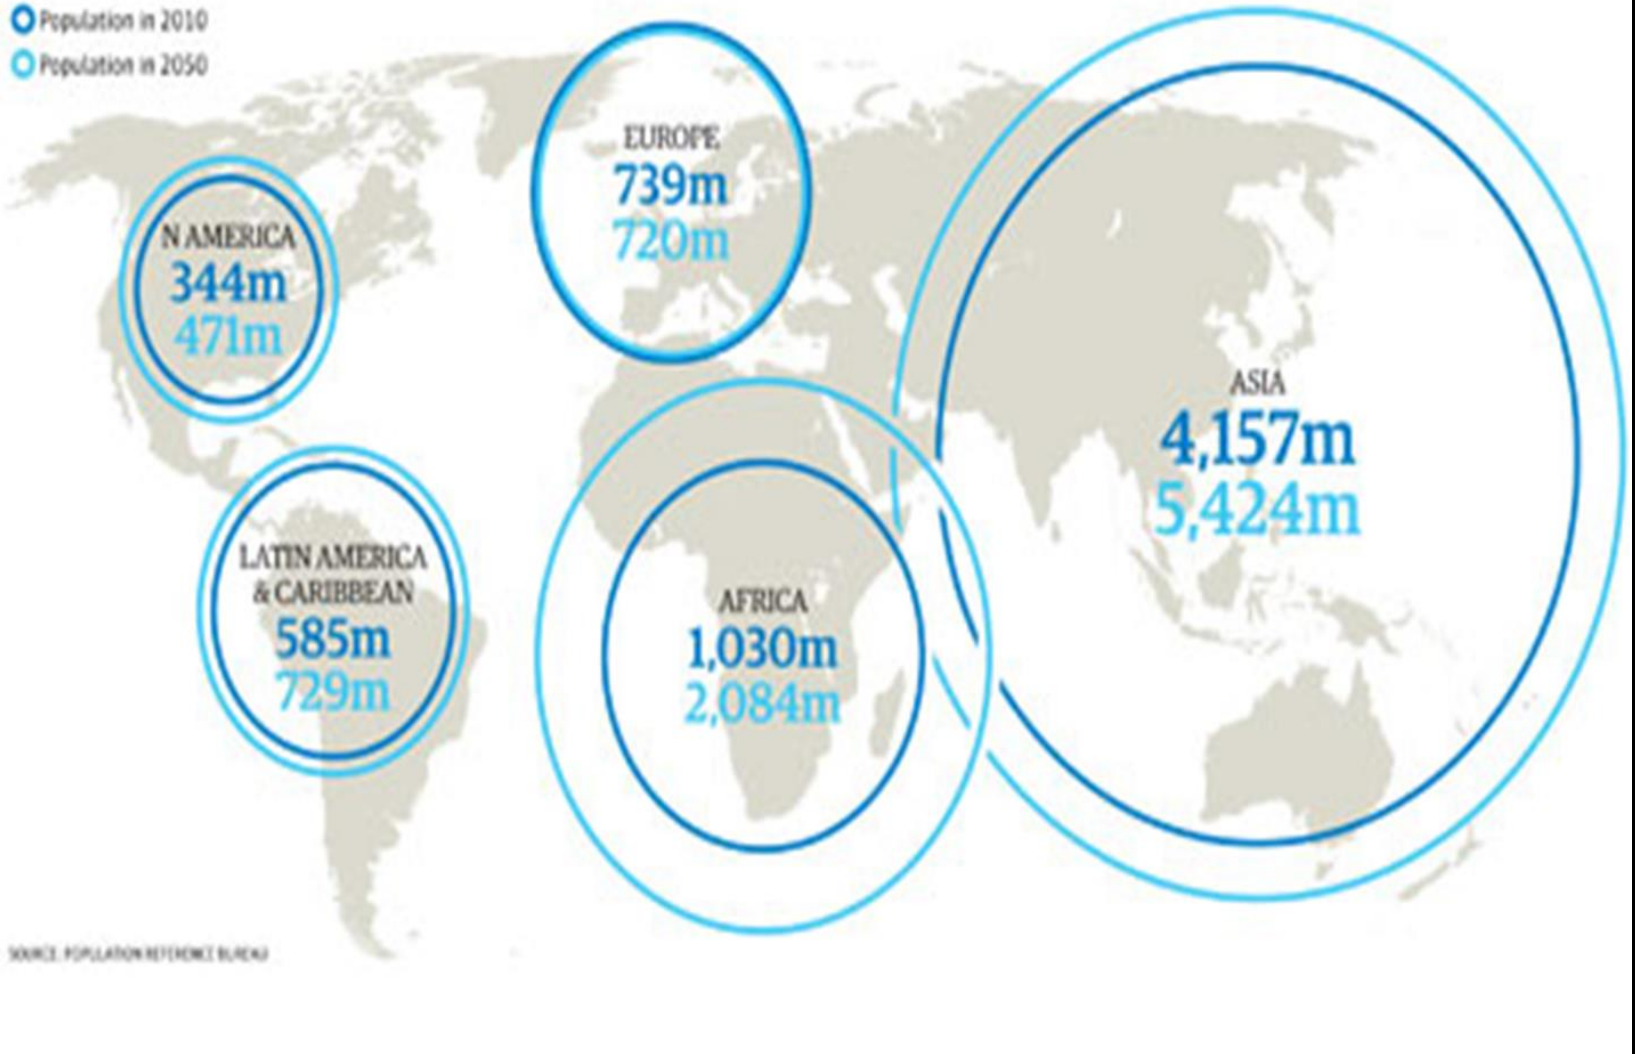 Population in 2010
Population in 2050
EUROPE
739m
720m
N AMERICA
344m
471m
ASIA
4,157m
5,424m
LATIN AMERICA
& CARIBBEAN
585m
729m
AFRICA
1,030m
2,084m
SOURCE: POPULATION REFERENCE BUREAU